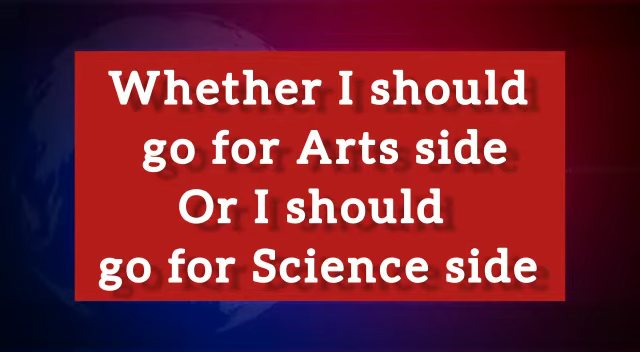 Whether I should
go for Arts side
Or I should
go for Science side